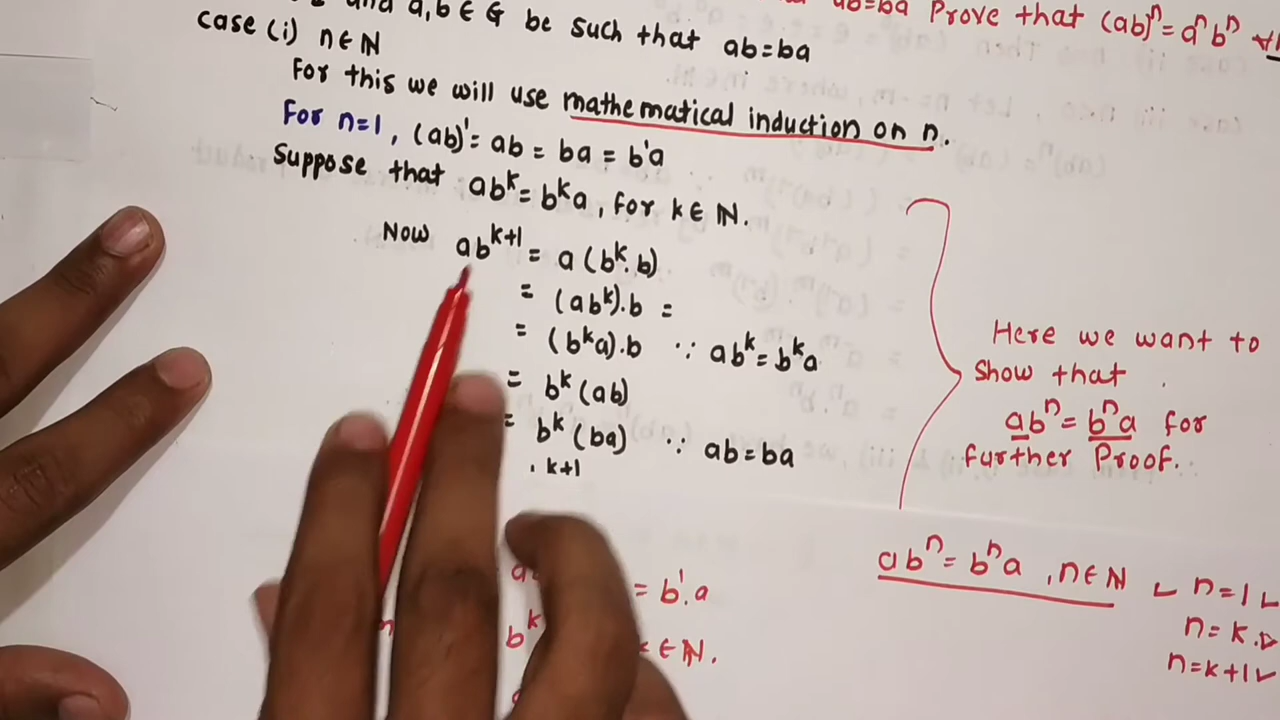 ab=ba Prove that (ab)ⁿ = aⁿbⁿ
and a,b ∈ G be such that ab=ba
case (i) n ∈ ℕ
For this we will use mathematical induction on n.
For n=1, (ab)¹ = ab = ba = b¹a
Suppose that abᵏ = bᵏa, for k ∈ ℕ.
Now abᵏ⁺¹ = a(bᵏ.b)
= (abᵏ).b =
= (bᵏa).b ∵ abᵏ = bᵏa
= bᵏ(ab)
= bᵏ(ba) ∵ ab=ba
k+1
Here we want to
Show that
abⁿ = bⁿa for
further Proof.
abⁿ = bⁿa, n ∈ ℕ ✓ n=1 ✓
n=k ✓
n=k+1 ✓
= b¹.a
bᵏ
∈ ℕ.